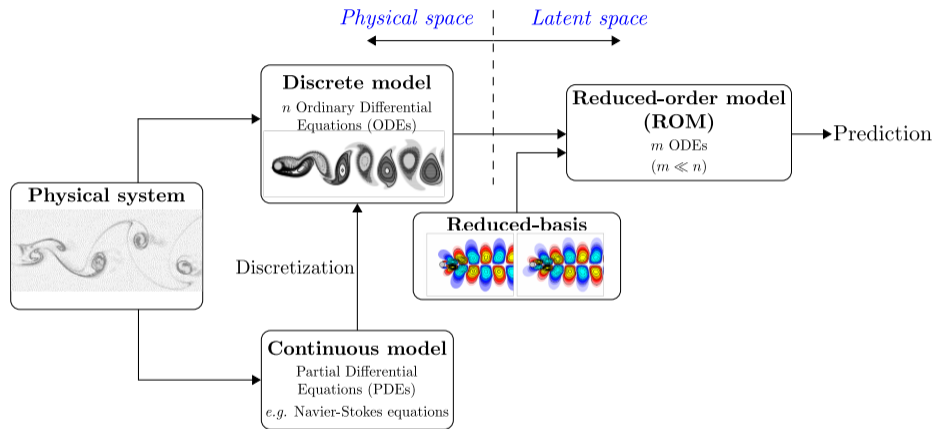 Physical space
Latent space
Discrete model
n Ordinary Differential
Equations (ODEs)
Reduced-order model
(ROM)
m ODEs
(m ≪ n)
Prediction
Physical system
Reduced-basis
Discretization
Continuous model
Partial Differential
Equations (PDEs)
e.g. Navier-Stokes equations